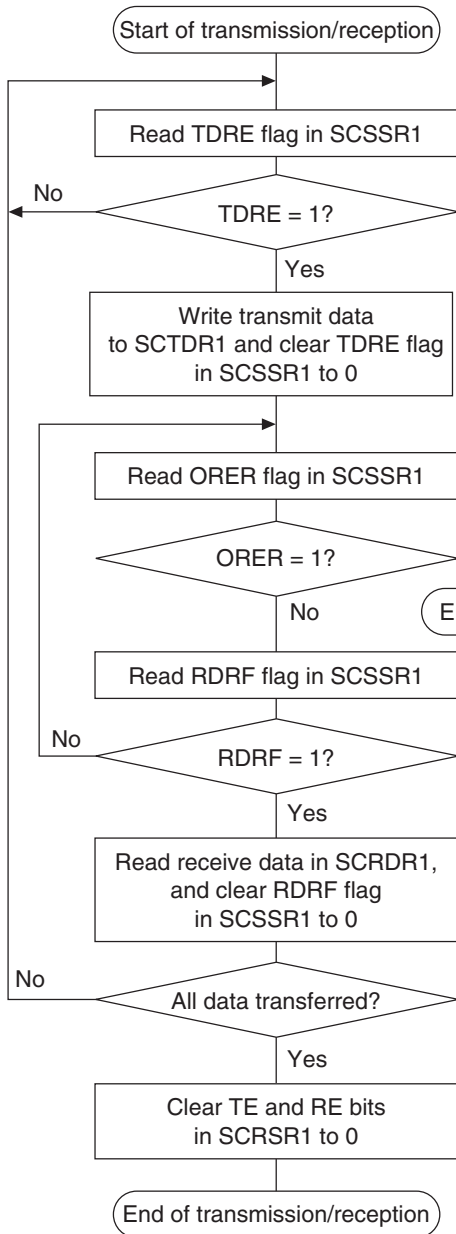 Start of transmission/reception
Read TDRE flag in SCSSR1
No
TDRE = 1?
Yes
Write transmit data
to SCTDR1 and clear TDRE flag
in SCSSR1 to 0
Read ORER flag in SCSSR1
ORER = 1?
No
E
Read RDRF flag in SCSSR1
No
RDRF = 1?
Yes
Read receive data in SCRDR1,
and clear RDRF flag
in SCSSR1 to 0
No
All data transferred?
Yes
Clear TE and RE bits
in SCRSR1 to 0
End of transmission/reception